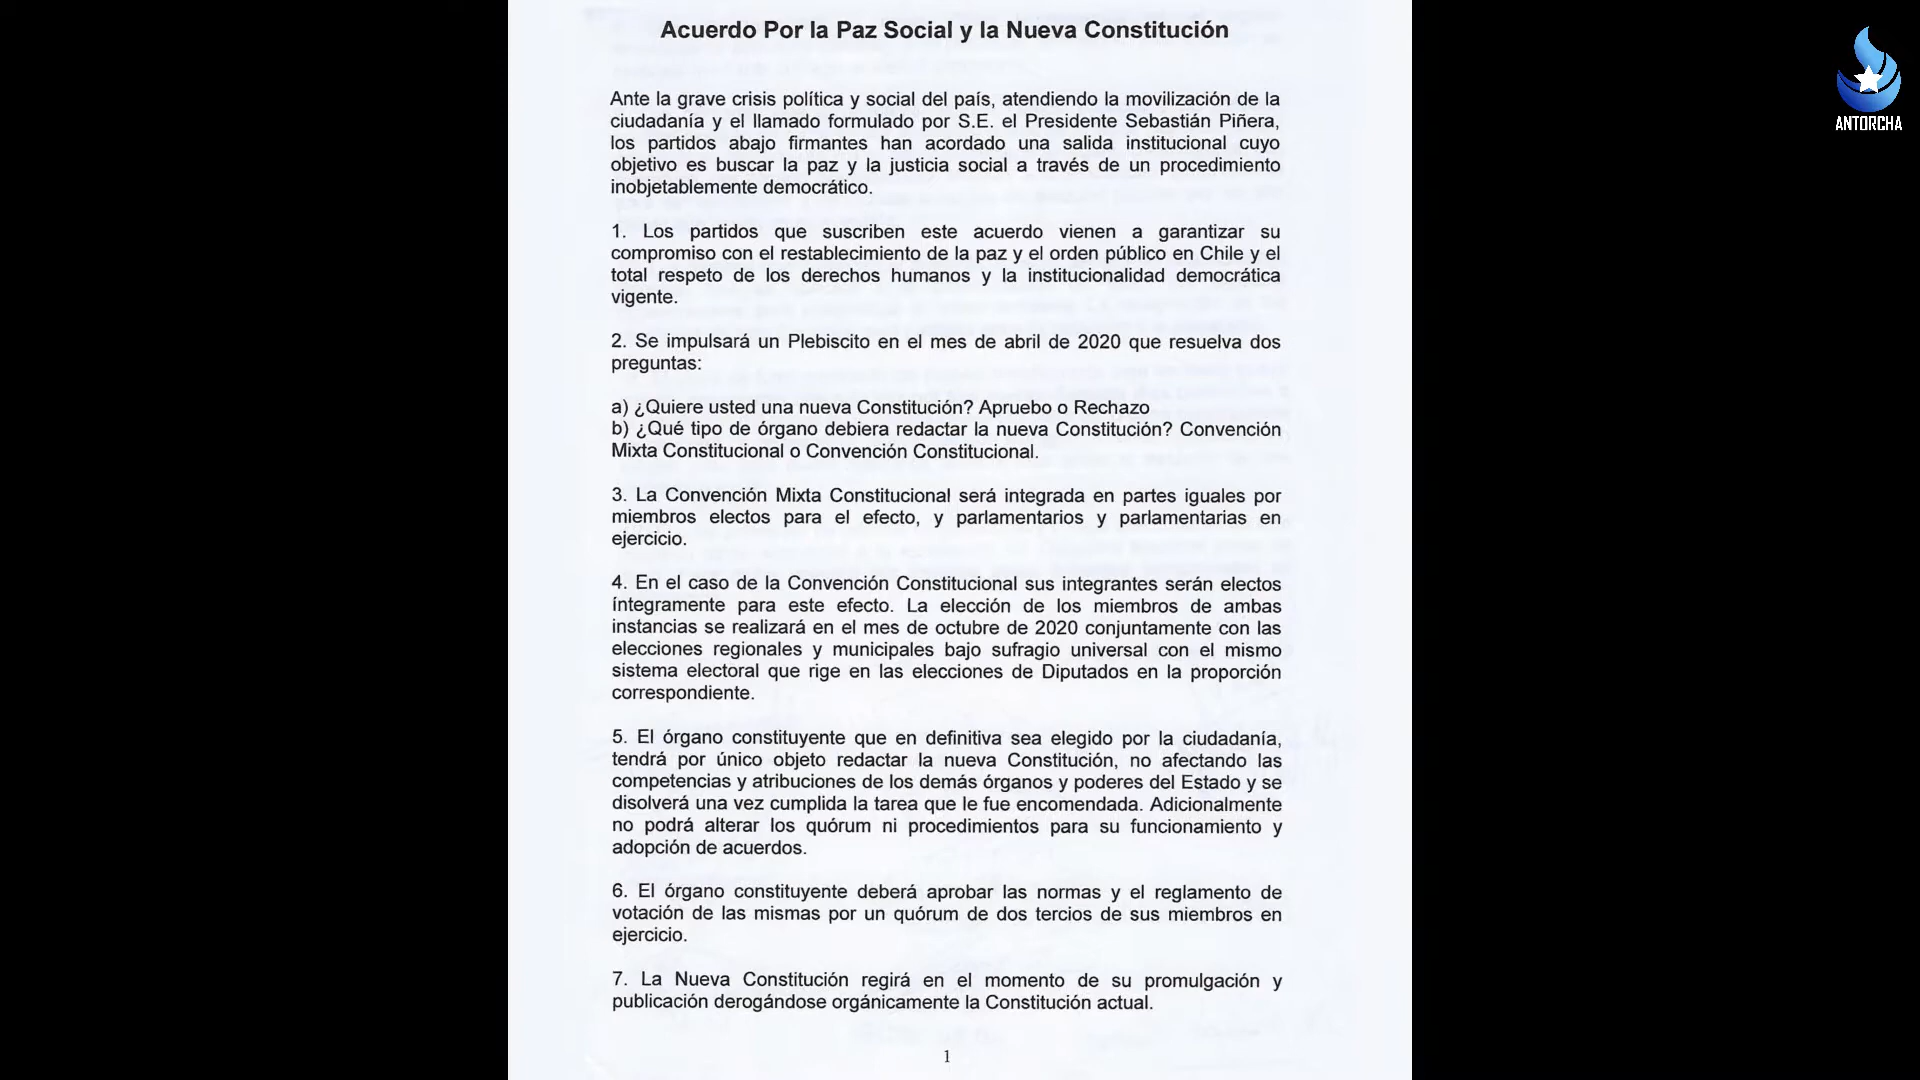 Acuerdo Por la Paz Social y la Nueva Constitución
ANTORCHA
Ante la grave crisis política y social del país, atendiendo la movilización de la
ciudadanía y el llamado formulado por S.E. el Presidente Sebastián Piñera,
los partidos abajo firmantes han acordado una salida institucional cuyo
objetivo es buscar la paz y la justicia social a través de un procedimiento
inobjetablemente democrático.
1. Los partidos que suscriben este acuerdo vienen a garantizar su
compromiso con el restablecimiento de la paz y el orden público en Chile y el
total respeto de los derechos humanos y la institucionalidad democrática
vigente.
2. Se impulsará un Plebiscito en el mes de abril de 2020 que resuelva dos
preguntas:
a) ¿Quiere usted una nueva Constitución? Apruebo o Rechazo
b) ¿Qué tipo de órgano debiera redactar la nueva Constitución? Convención
Mixta Constitucional o Convención Constitucional.
3. La Convención Mixta Constitucional será integrada en partes iguales por
miembros electos para el efecto, y parlamentarios y parlamentarias en
ejercicio.
4. En el caso de la Convención Constitucional sus integrantes serán electos
íntegramente para este efecto. La elección de los miembros de ambas
instancias se realizará en el mes de octubre de 2020 conjuntamente con las
elecciones regionales y municipales bajo sufragio universal con el mismo
sistema electoral que rige en las elecciones de Diputados en la proporción
correspondiente.
5. El órgano constituyente que en definitiva sea elegido por la ciudadanía,
tendrá por único objeto redactar la nueva Constitución, no afectando las
competencias y atribuciones de los demás órganos y poderes del Estado y se
disolverá una vez cumplida la tarea que le fue encomendada. Adicionalmente
no podrá alterar los quórum ni procedimientos para su funcionamiento y
adopción de acuerdos.
6. El órgano constituyente deberá aprobar las normas y el reglamento de
votación de las mismas por un quórum de dos tercios de sus miembros en
ejercicio.
7. La Nueva Constitución regirá en el momento de su promulgación y
publicación derogándose orgánicamente la Constitución actual.
1